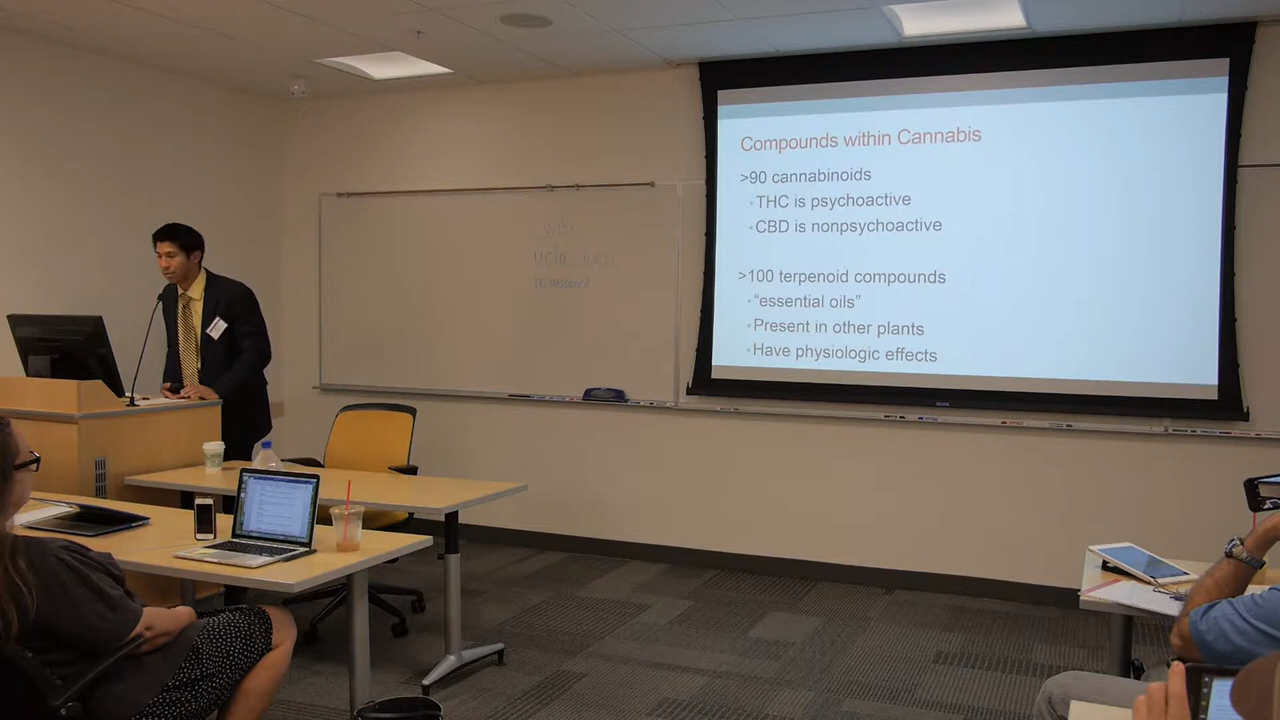 Compounds within Cannabis
>90 cannabinoids
THC is psychoactive
CBD is nonpsychoactive
>100 terpenoid compounds
"essential oils"
Present in other plants
Have physiologic effects